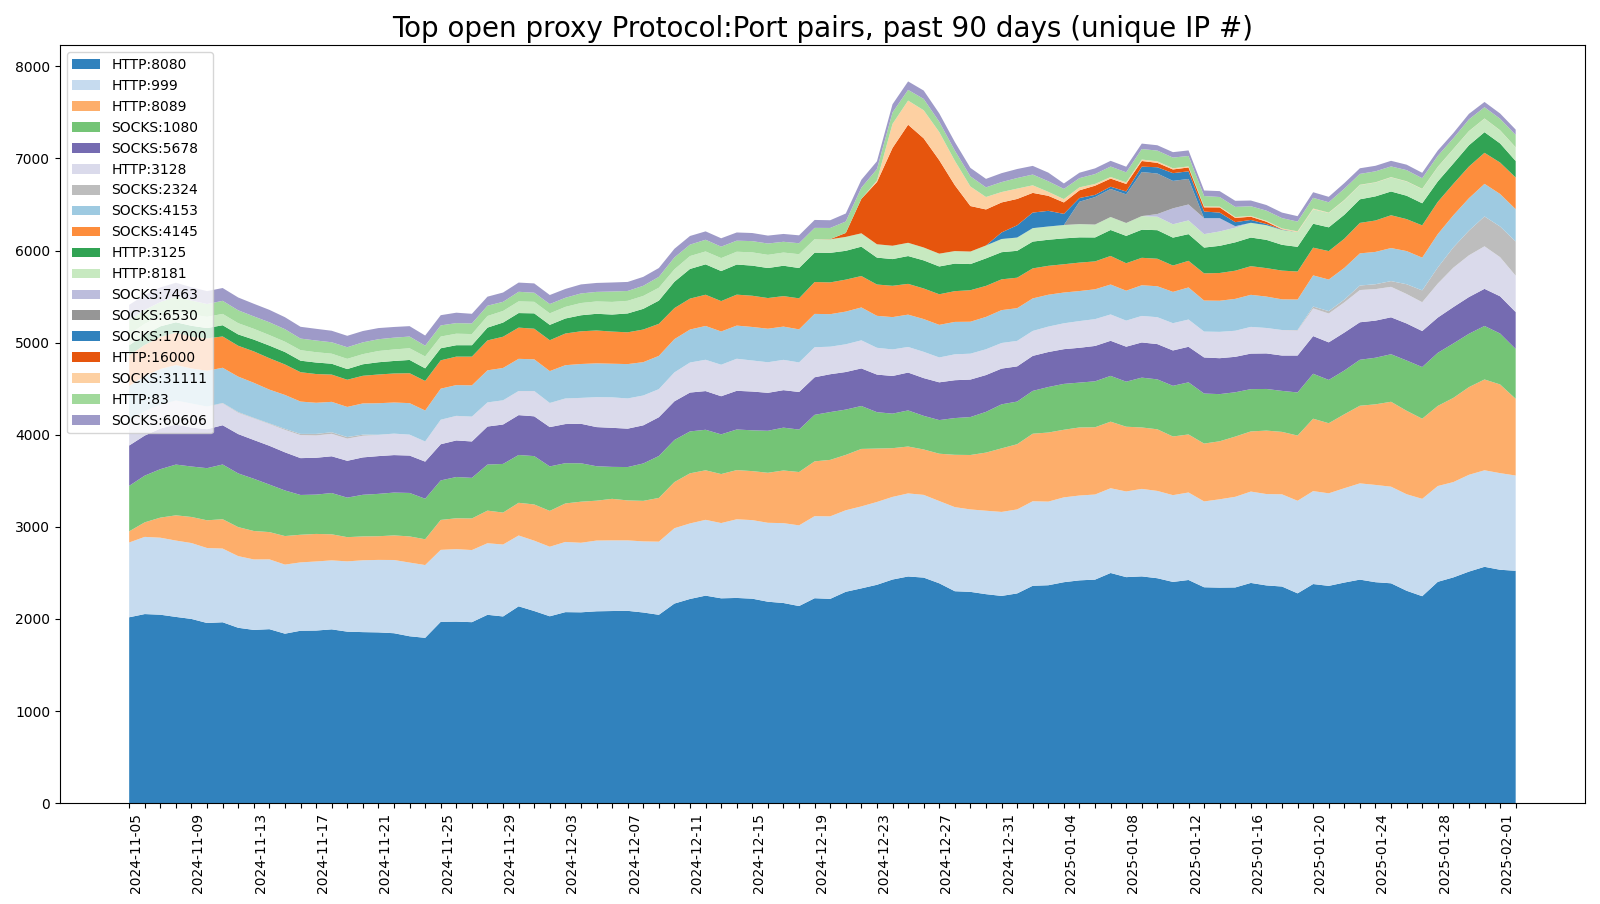 Top open proxy Protocol:Port pairs, past 90 days (unique IP #)
8000
7000
6000
5000
4000
3000
2000
1000
0
HTTP:8080
HTTP:999
HTTP:8089
SOCKS:1080
SOCKS:5678
HTTP:3128
SOCKS:2324
SOCKS:4153
SOCKS:4145
HTTP:3125
HTTP:8181
SOCKS:7463
SOCKS:6530
SOCKS:17000
HTTP:16000
SOCKS:31111
HTTP:83
SOCKS:60606
2024-11-05
2024-11-09
2024-11-13
2024-11-17
2024-11-21
2024-11-25
2024-11-29
2024-12-03
2024-12-07
2024-12-11
2024-12-15
2024-12-19
2024-12-23
2024-12-27
2024-12-31
2025-01-04
2025-01-08
2025-01-12
2025-01-16
2025-01-20
2025-01-24
2025-01-28
2025-02-01